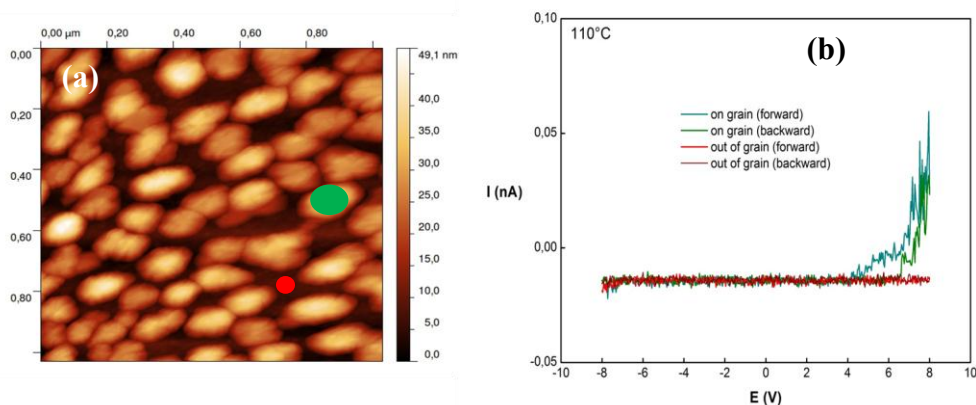 0,00 µm 0,20 0,40 0,60 0,80
0,00
0,20
0,40
0,60
0,80
(a)
49,1 nm
40,0
35,0
30,0
25,0
20,0
15,0
10,0
5,0
0,0
(b)
110°C
on grain (forward)
on grain (backward)
out of grain (forward)
out of grain (backward)
I (nA)
0,10
0,05
0,00
-0,05
-10 -8 -6 -4 -2 0 2 4 6 8 10
E (V)